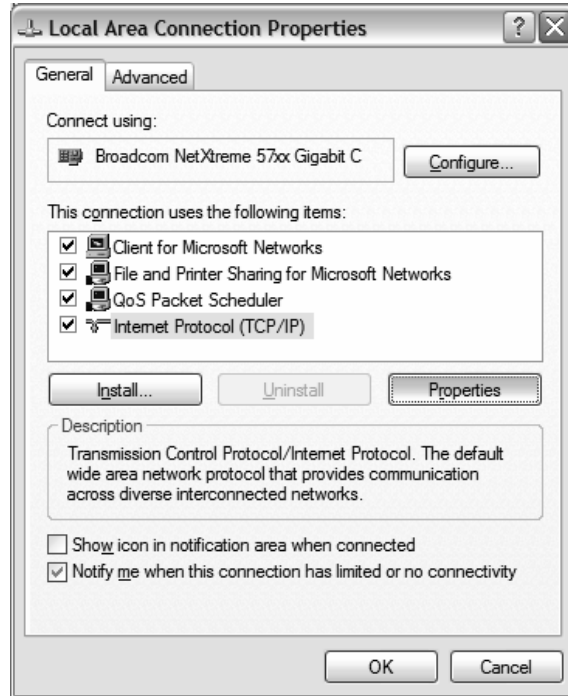 Local Area Connection Properties
General
Advanced
Connect using:
Broadcom NetXtreme 57xx Gigabit C
Configure...
This connection uses the following items:
Client for Microsoft Networks
File and Printer Sharing for Microsoft Networks
QoS Packet Scheduler
Internet Protocol (TCP/IP)
Install...
Uninstall
Properties
Description
Transmission Control Protocol/Internet Protocol. The default
wide area network protocol that provides communication
across diverse interconnected networks.
Show icon in notification area when connected
Notify me when this connection has limited or no connectivity
OK
Cancel